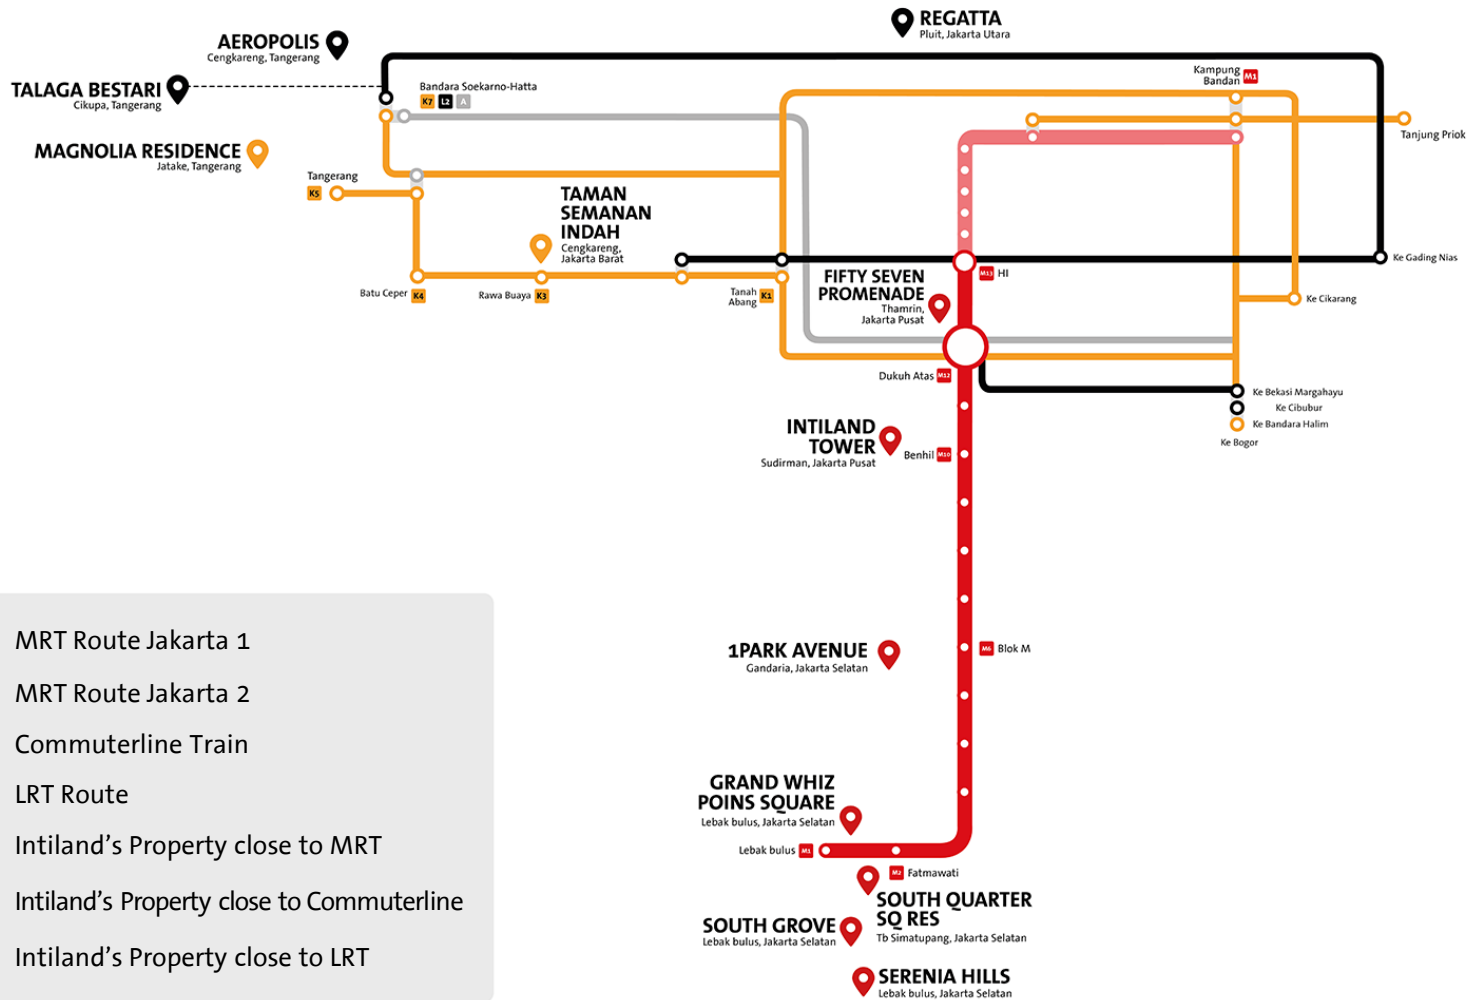 REGATTA
Pluit, Jakarta Utara
AEROPOLIS
Cengkareng, Tangerang
TALAGA BESTARI
Cikupa, Tangerang
Bandara Soekarno-Hatta
K7 L2 A
Kampung
Bandan M1
Tanjung Priok
MAGNOLIA RESIDENCE
Jatake, Tangerang
Tangerang
K5
TAMAN
SEMANAN
INDAH
Cengkareng,
Jakarta Barat
Batu Ceper K4
Rawa Buaya K3
Tanah
Abang K1
FIFTY SEVEN
PROMENADE
Thamrin,
Jakarta Pusat
M13 HI
Ke Gading Nias
Ke Cikarang
Dukuh Atas M12
Ke Bekasi Margahayu
Ke Cibubur
Ke Bandara Halim
Ke Bogor
INTILAND
TOWER
Sudirman, Jakarta Pusat
Benhil M10
1PARK AVENUE
Gandaria, Jakarta Selatan
M6 Blok M
GRAND WHIZ
POINS SQUARE
Lebak bulus, Jakarta Selatan
Lebak bulus M1
M2 Fatmawati
SOUTH QUARTER
SQ RES
Tb Simatupang, Jakarta Selatan
SOUTH GROVE
Lebak bulus, Jakarta Selatan
SERENIA HILLS
Lebak bulus, Jakarta Selatan
MRT Route Jakarta 1
MRT Route Jakarta 2
Commuterline Train
LRT Route
Intiland's Property close to MRT
Intiland's Property close to Commuterline
Intiland's Property close to LRT